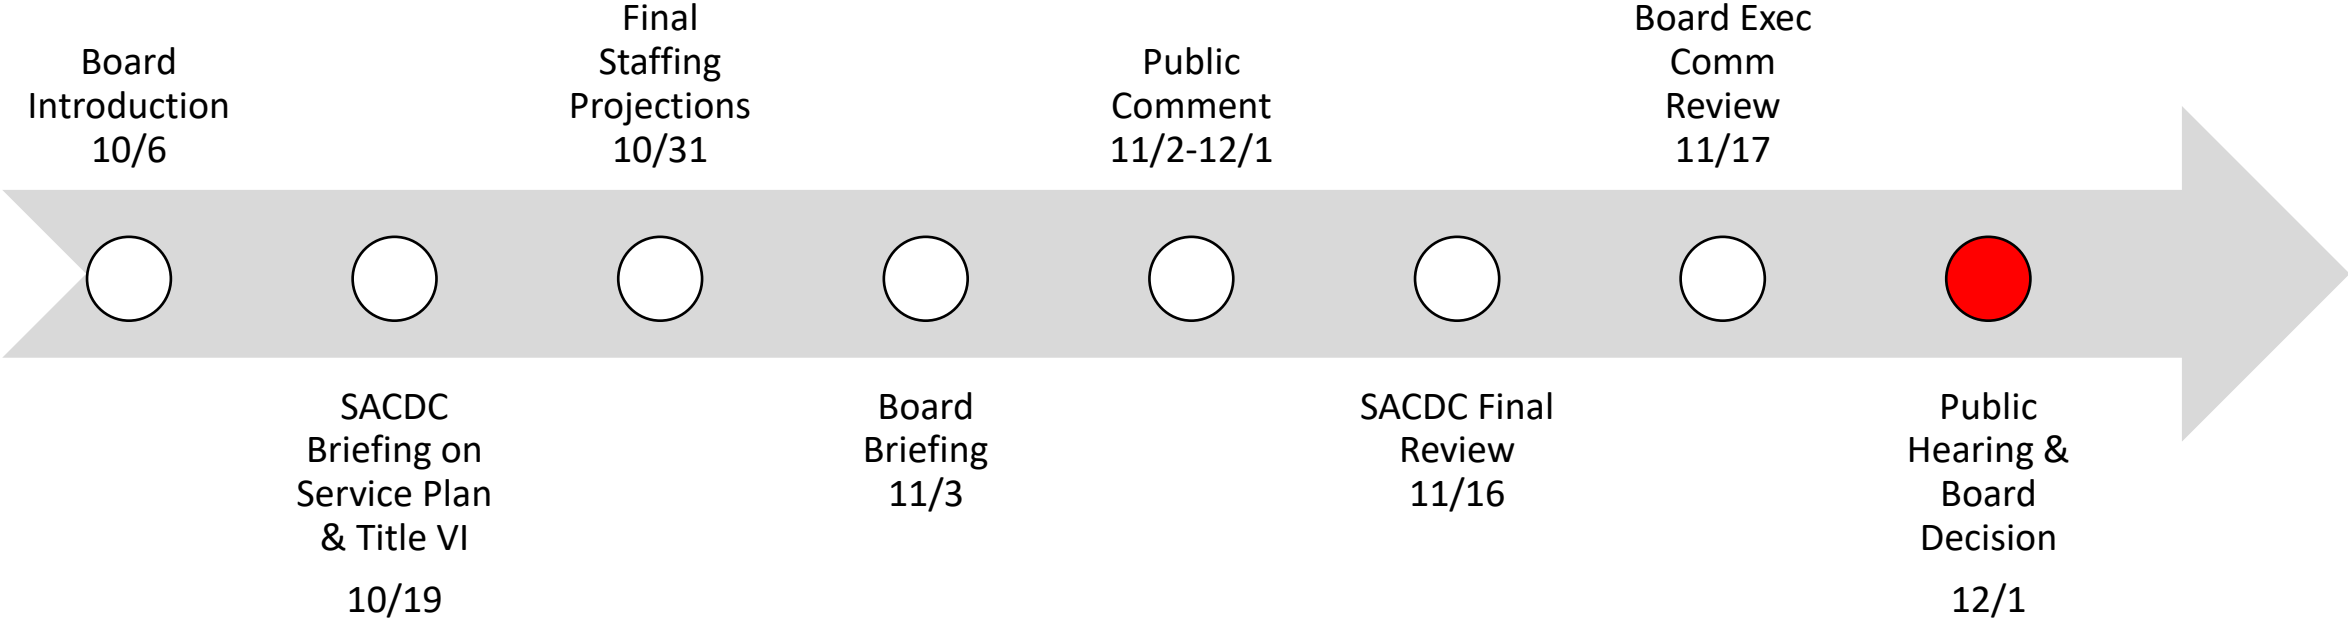 Board
Introduction
10/6
SACDC
Briefing on
Service Plan
& Title VI
10/19
Final
Staffing
Projections
10/31
Board
Briefing
11/3
Public
Comment
11/2-12/1
SACDC Final
Review
11/16
Board Exec
Comm
Review
11/17
Public
Hearing &
Board
Decision
12/1